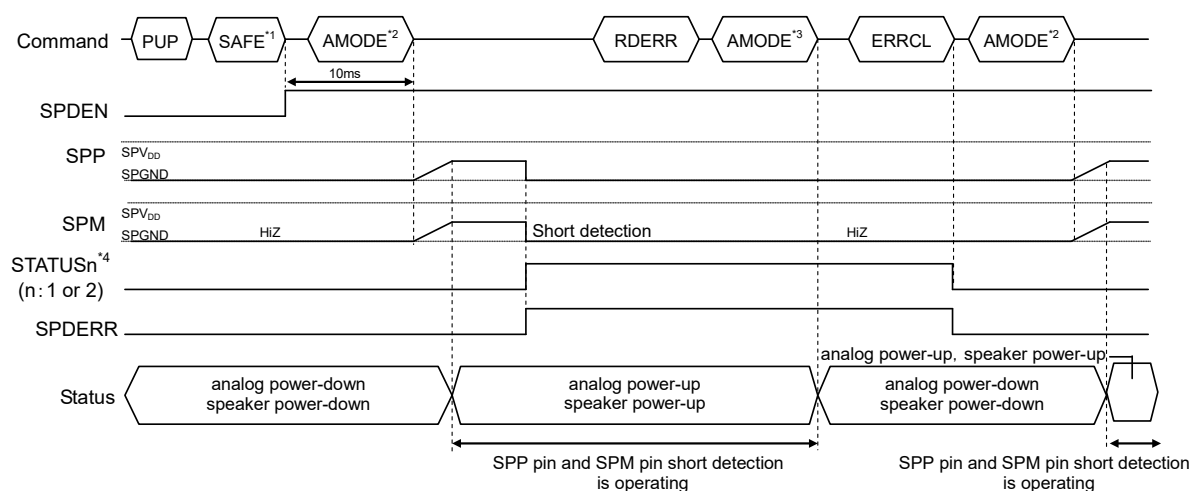 Command PUP SAFE*1 AMODE*2 RDERR AMODE*3 ERRCL AMODE*2
10ms
SPDEN
SPP SPVDD
SPGND
SPM SPVDD
SPGND HiZ Short detection HiZ
STATUSn*4
(n: 1 or 2)
SPDERR
analog power-up, speaker power-up
Status analog power-down analog power-up analog power-down
speaker power-down speaker power-up speaker power-down
SPP pin and SPM pin short detection SPP pin and SPM pin short detection
is operating is operating